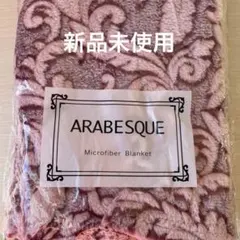 新品未使用
ARABESQUE
Microfiber Blanket